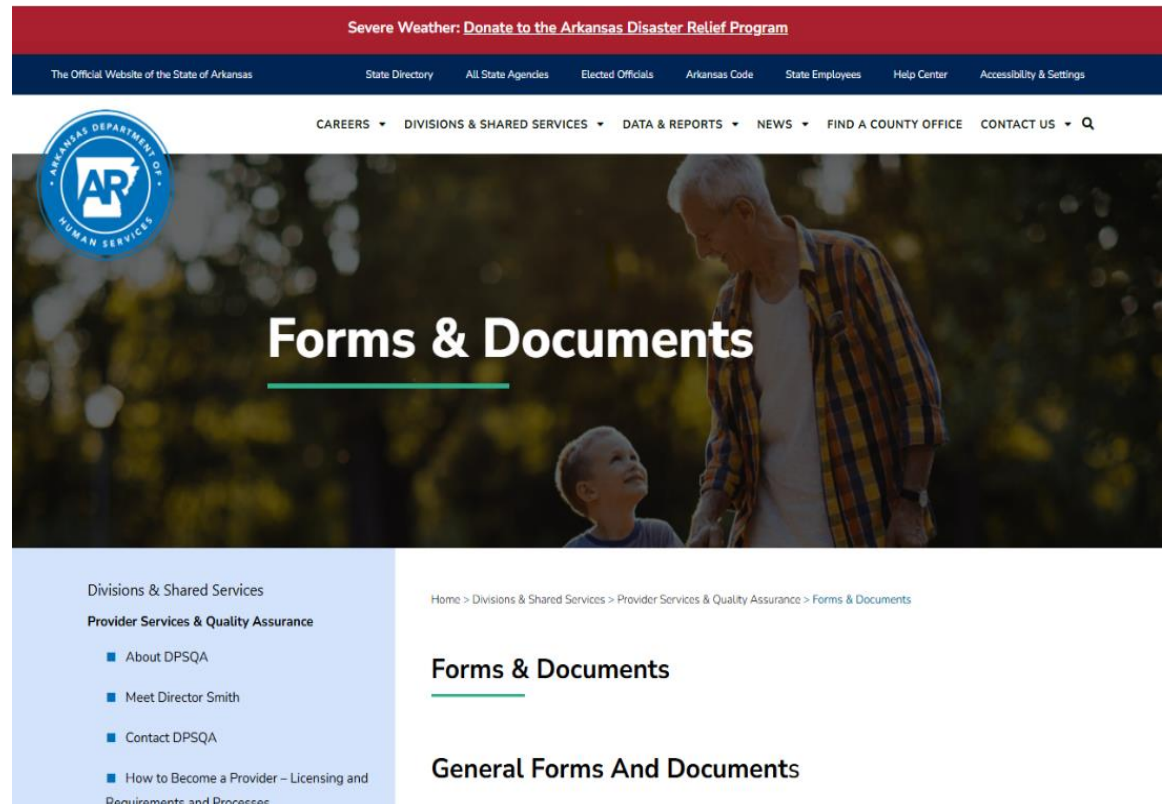 Severe Weather: Donate to the Arkansas Disaster Relief Program
The Official Website of the State of Arkansas
State Directory
All State Agencies
Elected Officials
Arkansas Code
State Employees
Help Center
Accessibility & Settings
ARKANSAS DEPARTMENT OF
AR
HUMAN SERVICES
CAREERS
DIVISIONS & SHARED SERVICES
DATA & REPORTS
NEWS
FIND A COUNTY OFFICE
CONTACT US
Forms & Documents
Divisions & Shared Services
Provider Services & Quality Assurance
About DPSQA
Meet Director Smith
Contact DPSQA
How to Become a Provider – Licensing and
Requirements and Processes
Home > Divisions & Shared Services > Provider Services & Quality Assurance > Forms & Documents
Forms & Documents
General Forms And Documents